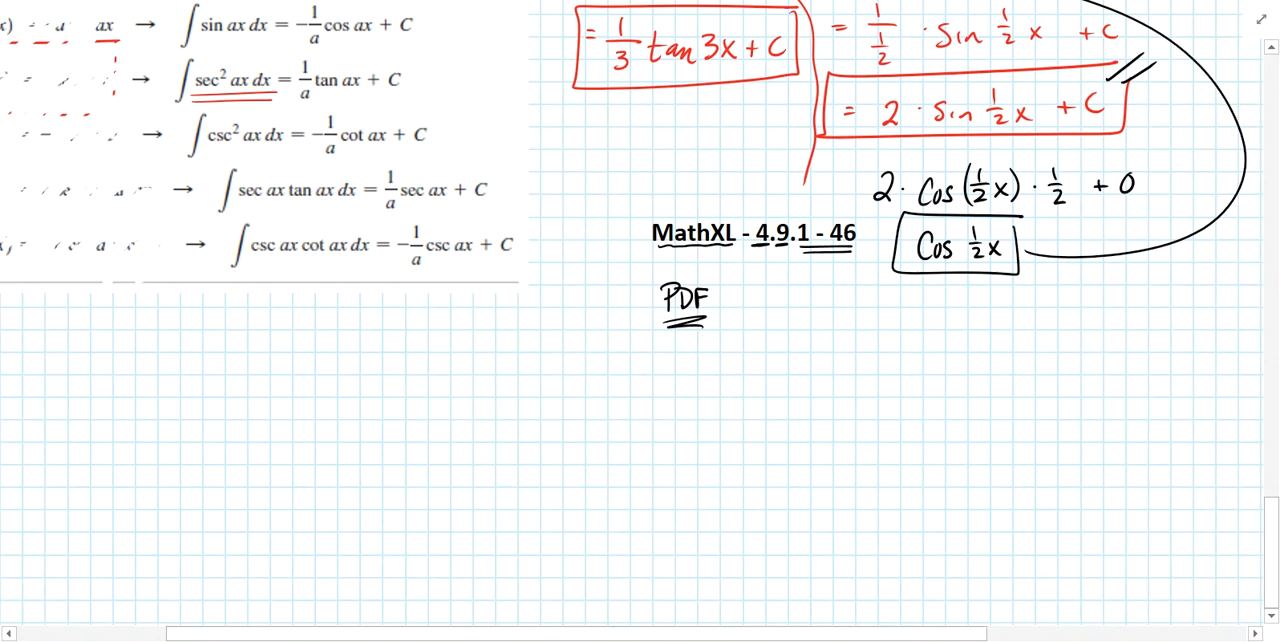 ax → ∫ sin ax dx = −1/a cos ax + C
→ ∫ sec² ax dx = 1/a tan ax + C
→ ∫ csc² ax dx = −1/a cot ax + C
→ ∫ sec ax tan ax dx = 1/a sec ax + C
→ ∫ csc ax cot ax dx = −1/a csc ax + C
= 1/3 tan 3x + C
= 1/(1/2) · Sin 1/2 x + C
= 2 · Sin 1/2 x + C
2 · Cos(1/2 x) · 1/2 + 0
Cos 1/2 x
MathXL - 4.9.1 - 46
PDF